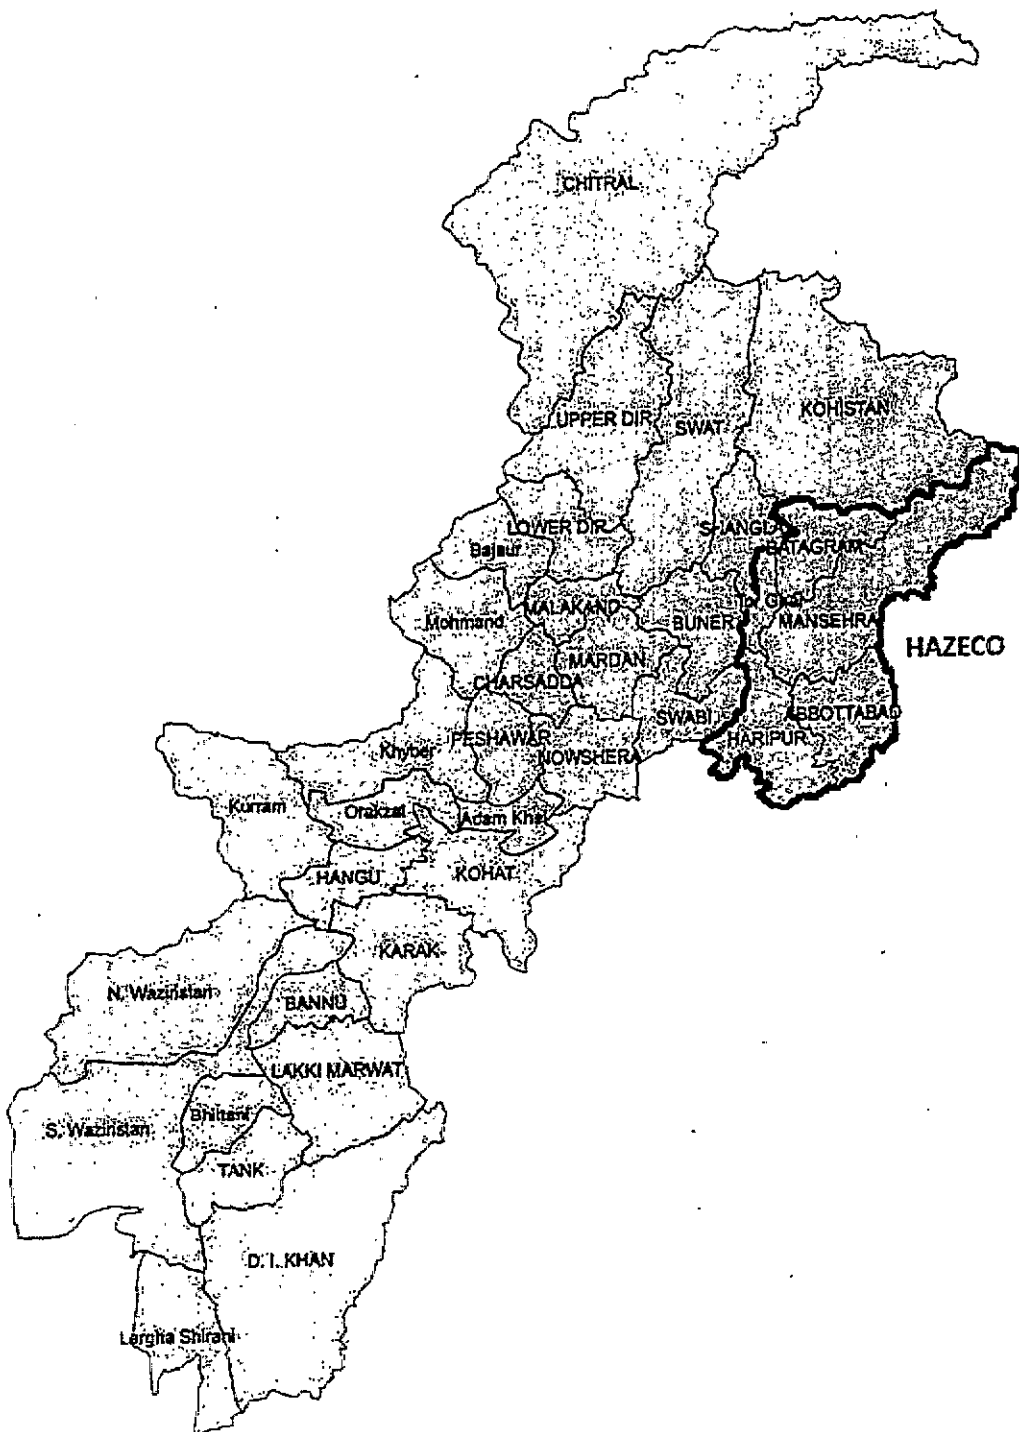 CHITRAL
KOHISTAN
UPPER DIR
SWAT
LOWER DIR
SHANGLA
Bajaur
BATAGRAM
MALAKAND
Mohmand
BUNER
MANSEHRA
HAZECO
MARDAN
CHARSADDA
SWABI
ABBOTTABAD
HARIPUR
PESHAWAR
Khyber
NOWSHERA
Kurram
Orakzai
Adam Khel
HANGU
KOHAT
KARAK
N. Waziristan
BANNU
LAKKI MARWAT
Bhittani
S. Waziristan
TANK
D. I. KHAN
Largha Shirani